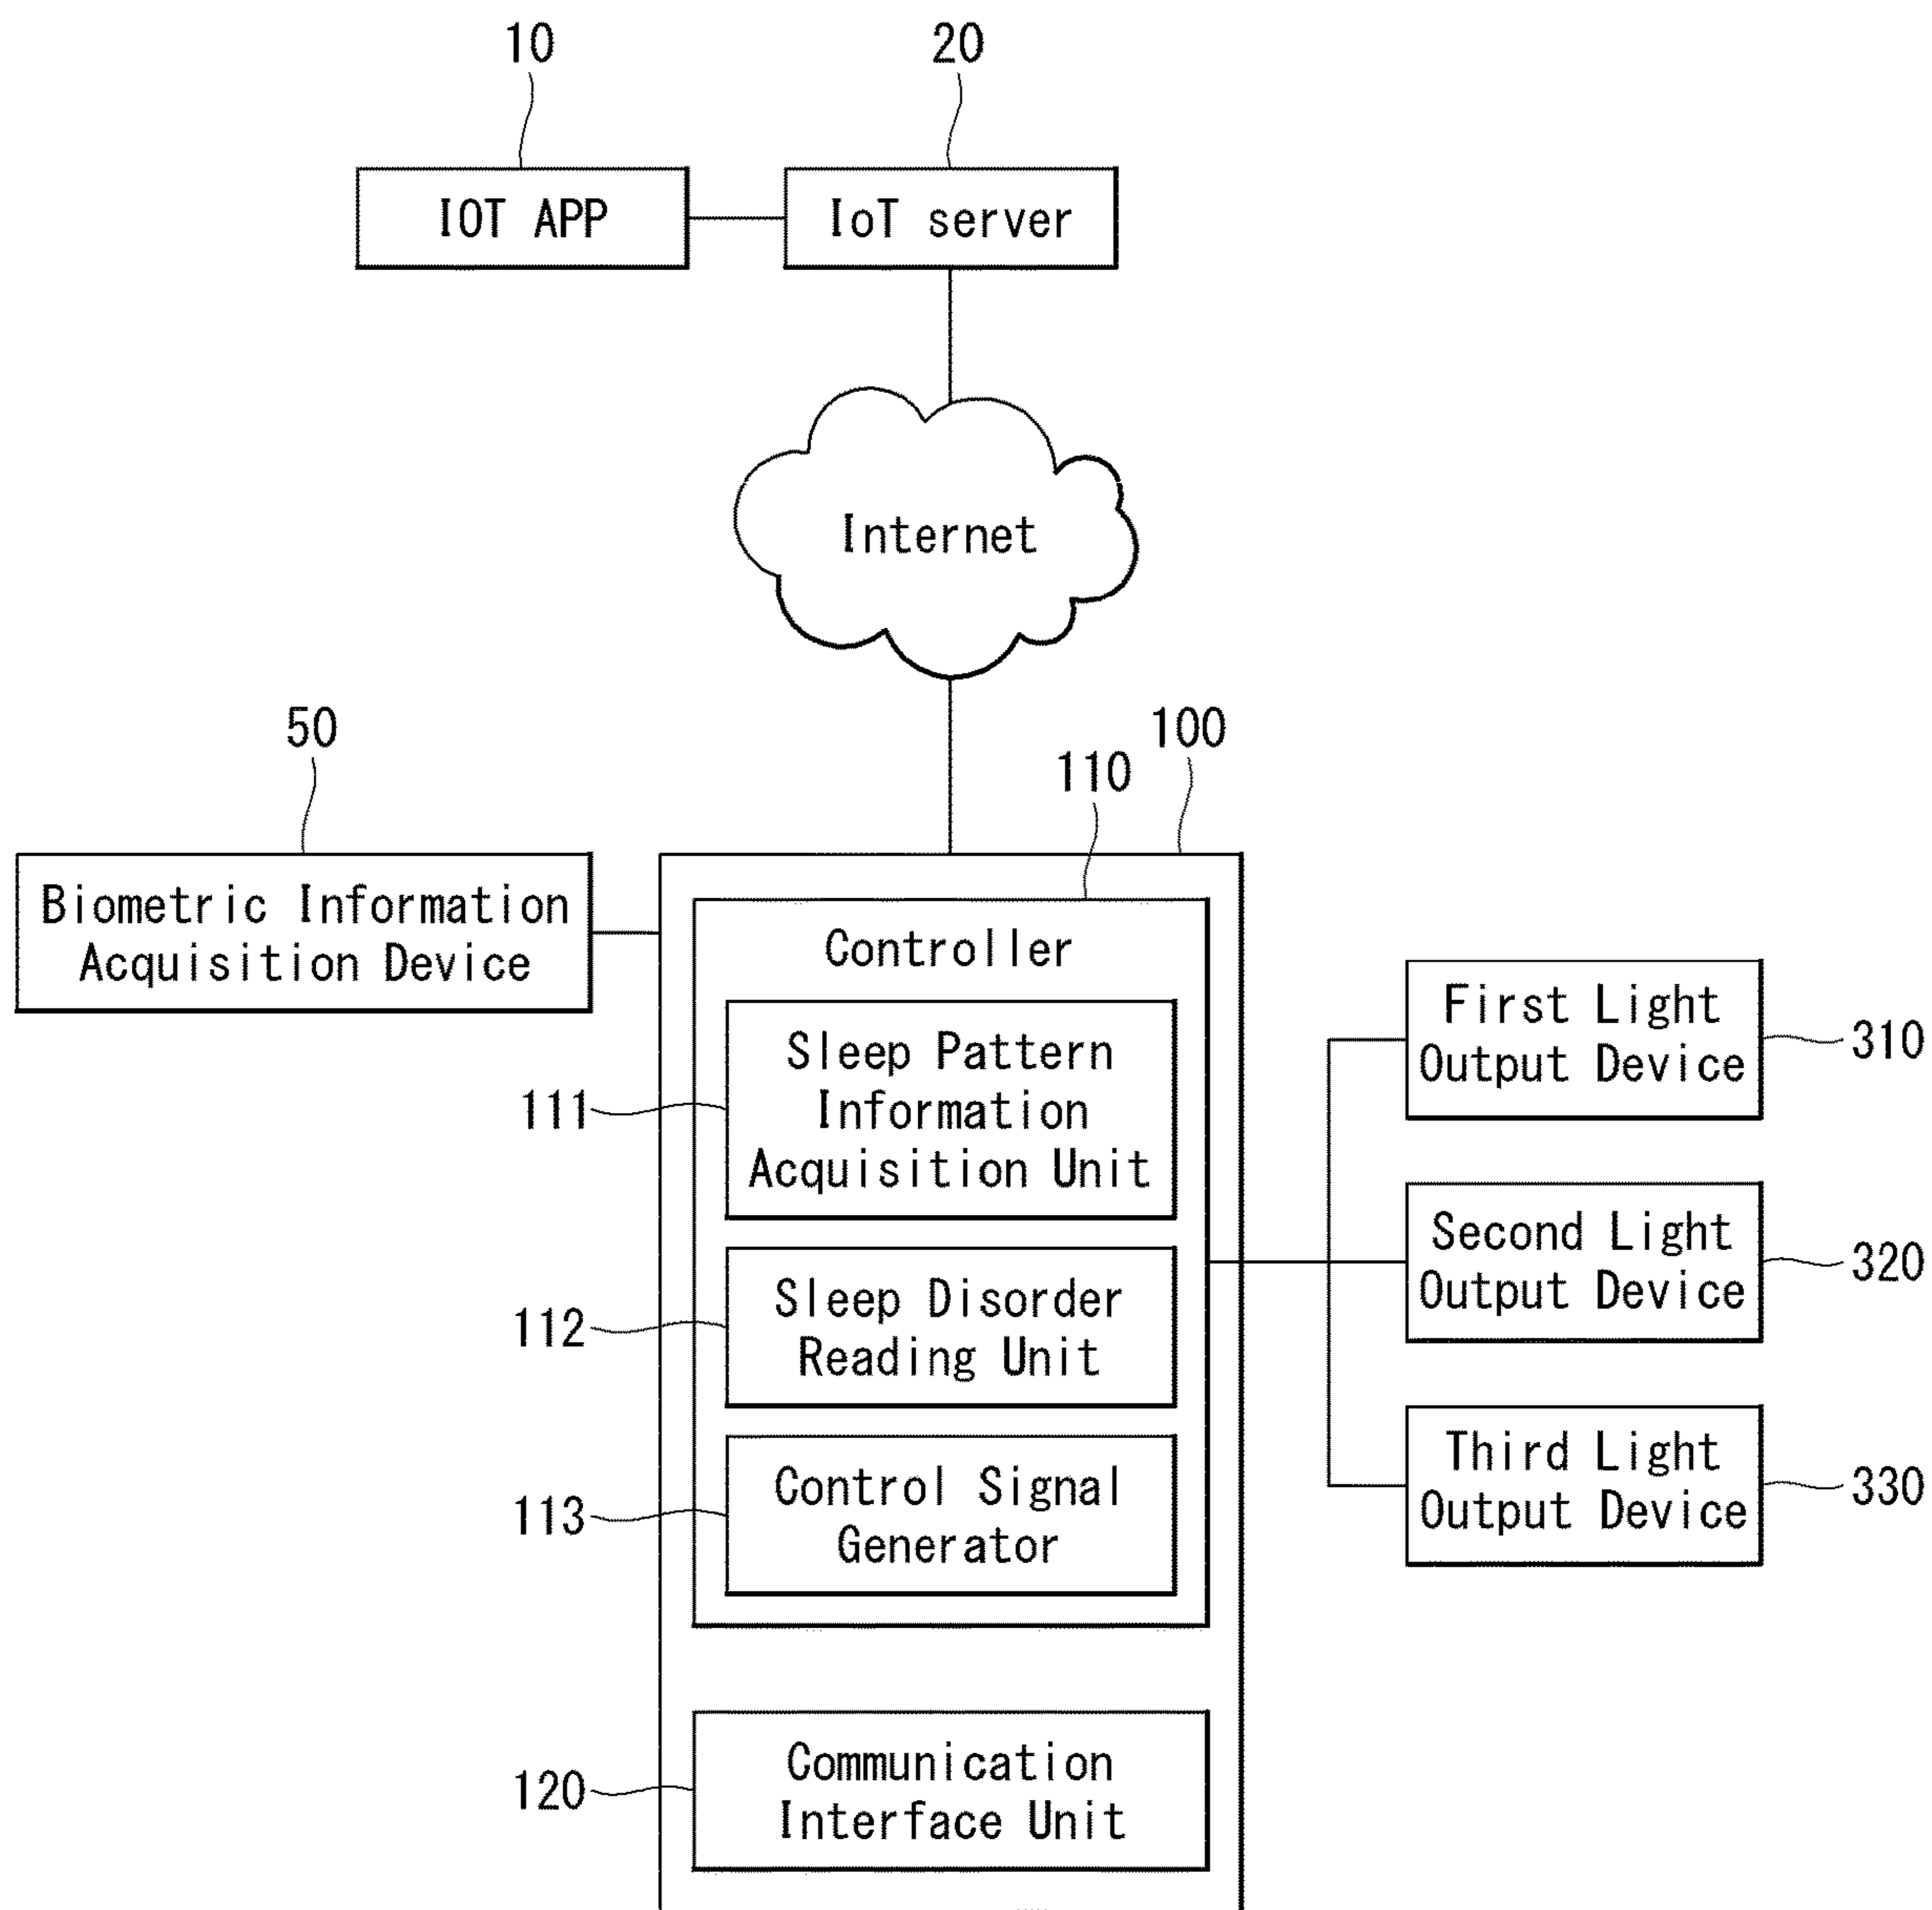 10
20
IOT APP
IoT server
Internet
50
100
110
Biometric Information
Acquisition Device
Controller
Sleep Pattern
Information
Acquisition Unit
111
Sleep Disorder
Reading Unit
112
Control Signal
Generator
113
Communication
Interface Unit
120
First Light
Output Device
310
Second Light
Output Device
320
Third Light
Output Device
330